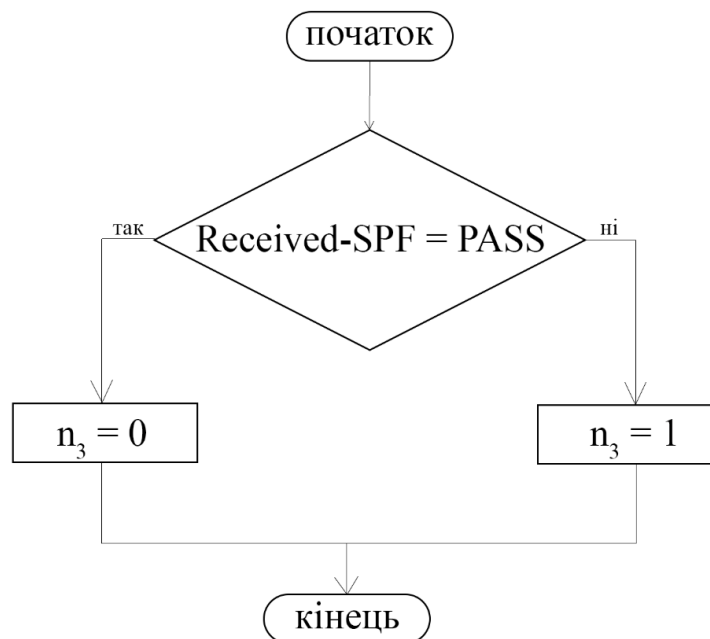 початок
так
Received-SPF = PASS
ні
n₃ = 0
n₃ = 1
кінець